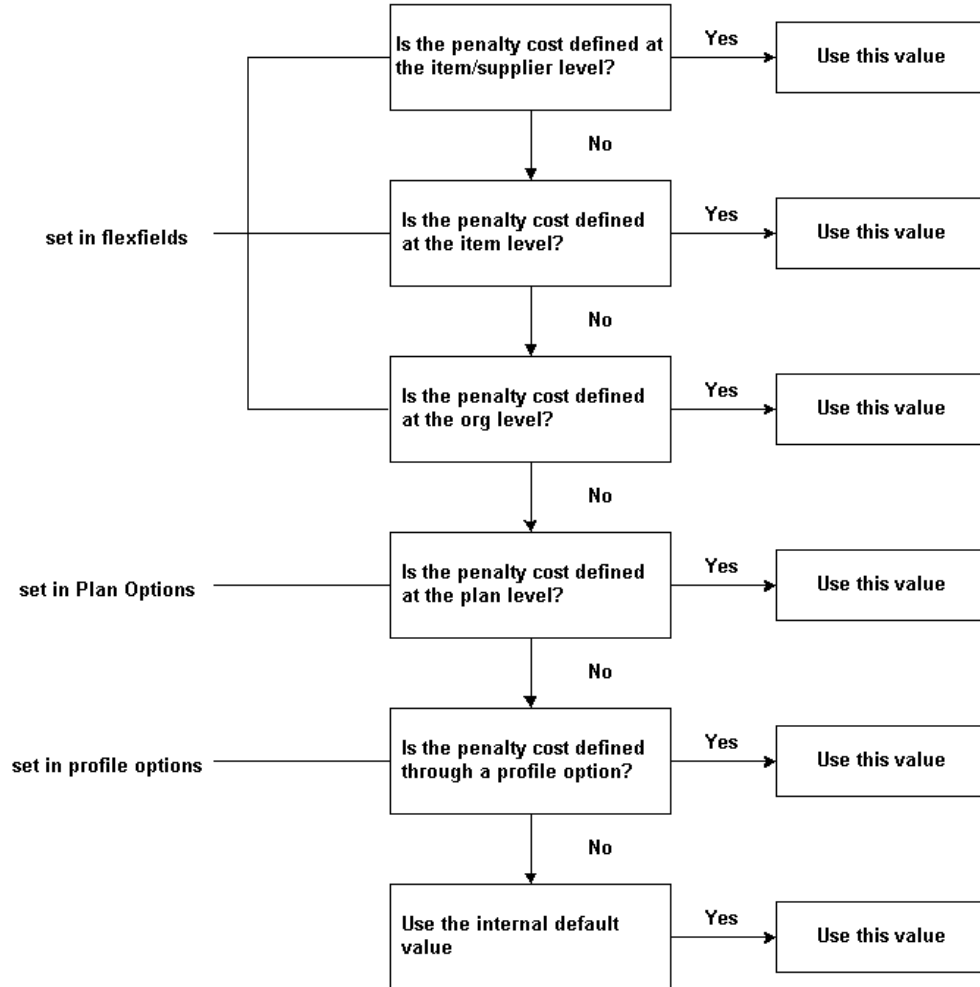 Is the penalty cost defined at
the item/supplier level?
Yes
Use this value
No
set in flexfields
Is the penalty cost defined
at the item level?
Yes
Use this value
No
Is the penalty cost defined
at the org level?
Yes
Use this value
No
set in Plan Options
Is the penalty cost defined
at the plan level?
Yes
Use this value
No
set in profile options
Is the penalty cost defined
through a profile option?
Yes
Use this value
No
Use the internal default
value
Yes
Use this value